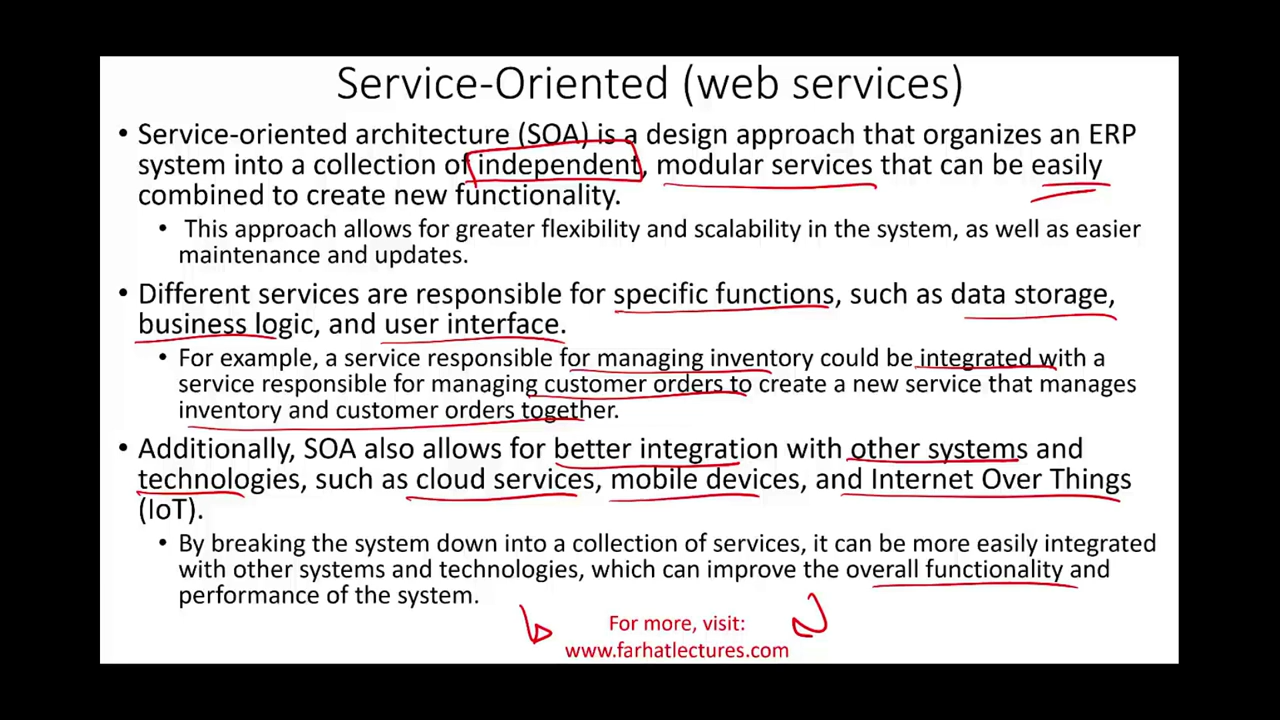 Service-Oriented (web services)
• Service-oriented architecture (SOA) is a design approach that organizes an ERP
system into a collection of independent, modular services that can be easily
combined to create new functionality.
• This approach allows for greater flexibility and scalability in the system, as well as easier
maintenance and updates.
• Different services are responsible for specific functions, such as data storage,
business logic, and user interface.
• For example, a service responsible for managing inventory could be integrated with a
service responsible for managing customer orders to create a new service that manages
inventory and customer orders together.
• Additionally, SOA also allows for better integration with other systems and
technologies, such as cloud services, mobile devices, and Internet Over Things
(IoT).
• By breaking the system down into a collection of services, it can be more easily integrated
with other systems and technologies, which can improve the overall functionality and
performance of the system.
For more, visit:
www.farhatlectures.com